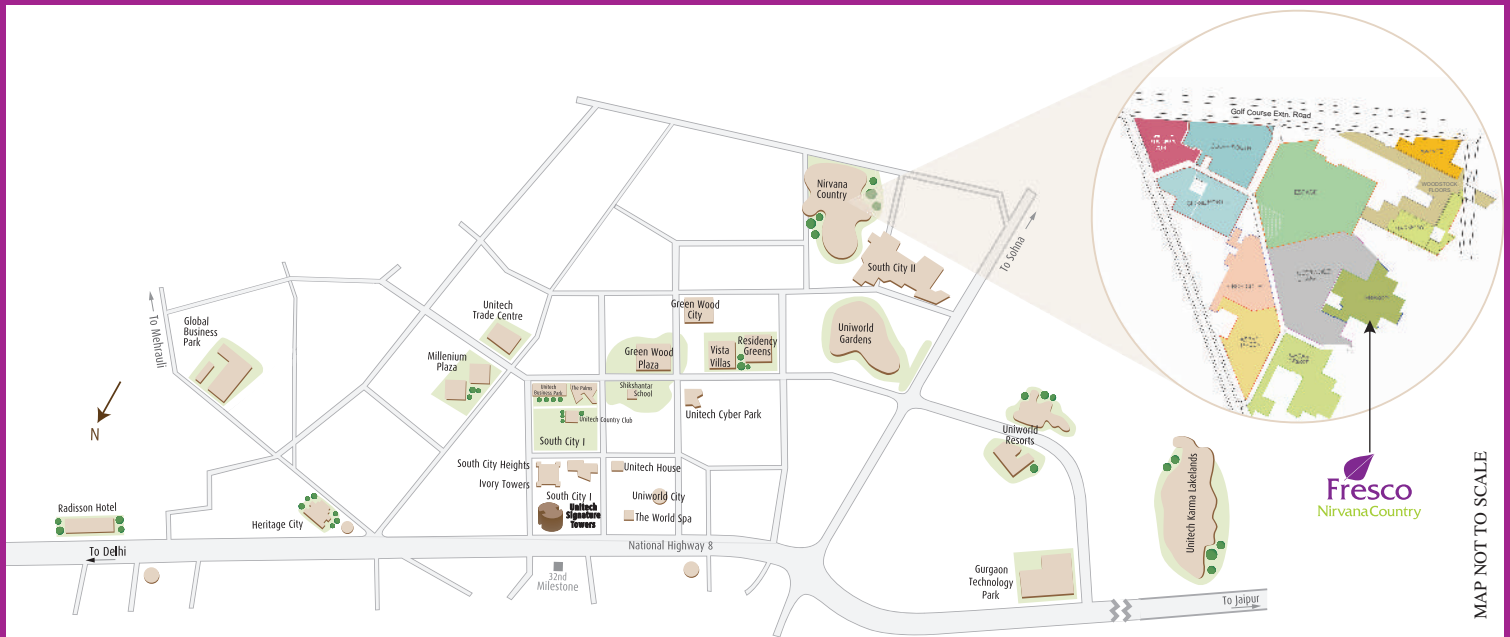 Golf Course Extn. Road
ESTACE
WOODSTOCK
FLOORS
Nirvana
Country
South City II
To Sohna
To Mehrauli
Global
Business
Park
Unitech
Trade Centre
Green Wood
City
Uniworld
Gardens
Millenium
Plaza
Green Wood
Plaza
Vista
Villas
Residency
Greens
Unitech
Business Park
The Palms
Shikshantar
School
Unitech Country Club
Unitech Cyber Park
South City I
N
Uniworld
Resorts
South City Heights
Ivory Towers
Unitech House
South City I
Uniworld City
Unitech
Signature
Towers
The World Spa
Radisson Hotel
Heritage City
To Delhi
National Highway 8
32nd
Milestone
Gurgaon
Technology
Park
Unitech Karma Lakelands
To Jaipur
Fresco
NirvanaCountry
MAP NOT TO SCALE